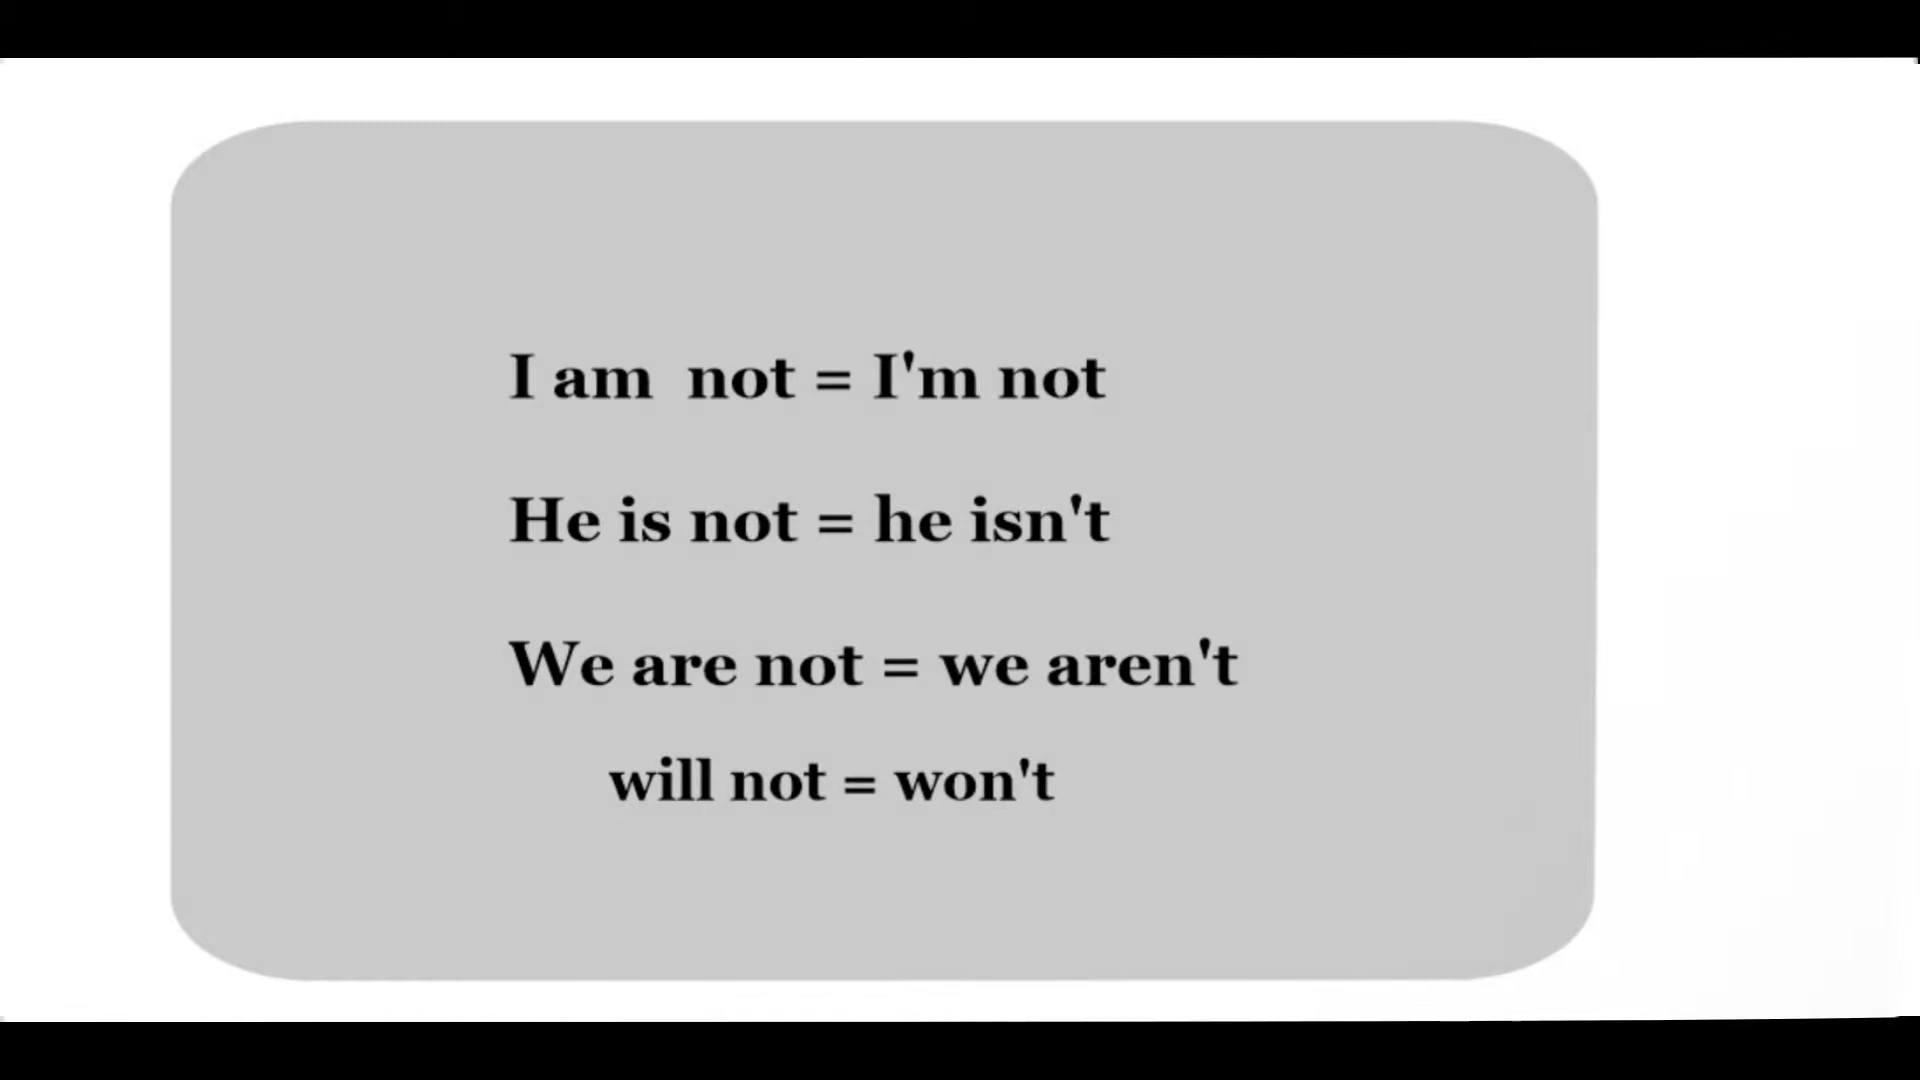 I am not = I'm not
He is not = he isn't
We are not = we aren't
will not = won't